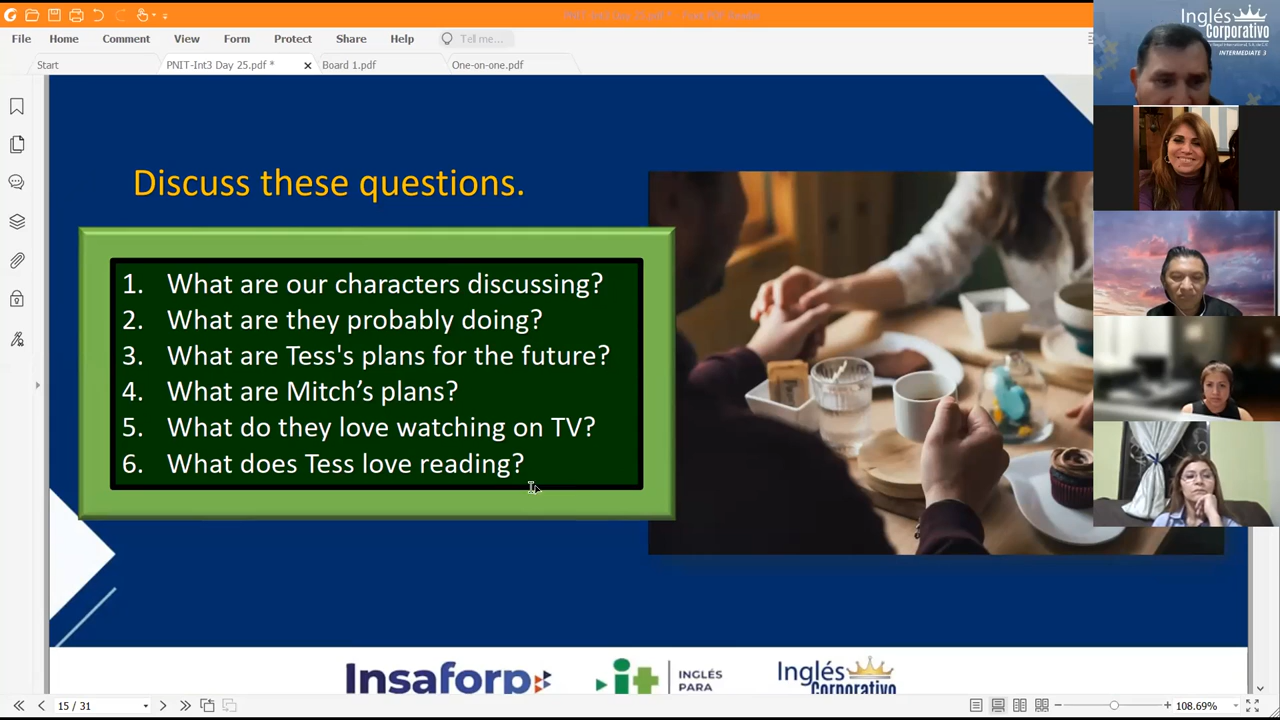 File Home Comment View Form Protect Share Help Tell me...
Start PNIT-Int3 Day 25.pdf * Board 1.pdf One-on-one.pdf
Inglés
Corporativo
INTERMEDIATE 3
Discuss these questions.
1. What are our characters discussing?
2. What are they probably doing?
3. What are Tess's plans for the future?
4. What are Mitch’s plans?
5. What do they love watching on TV?
6. What does Tess love reading?
Insaforp it INGLÉS PARA
Inglés
Corporativo
15 / 31 108.69%